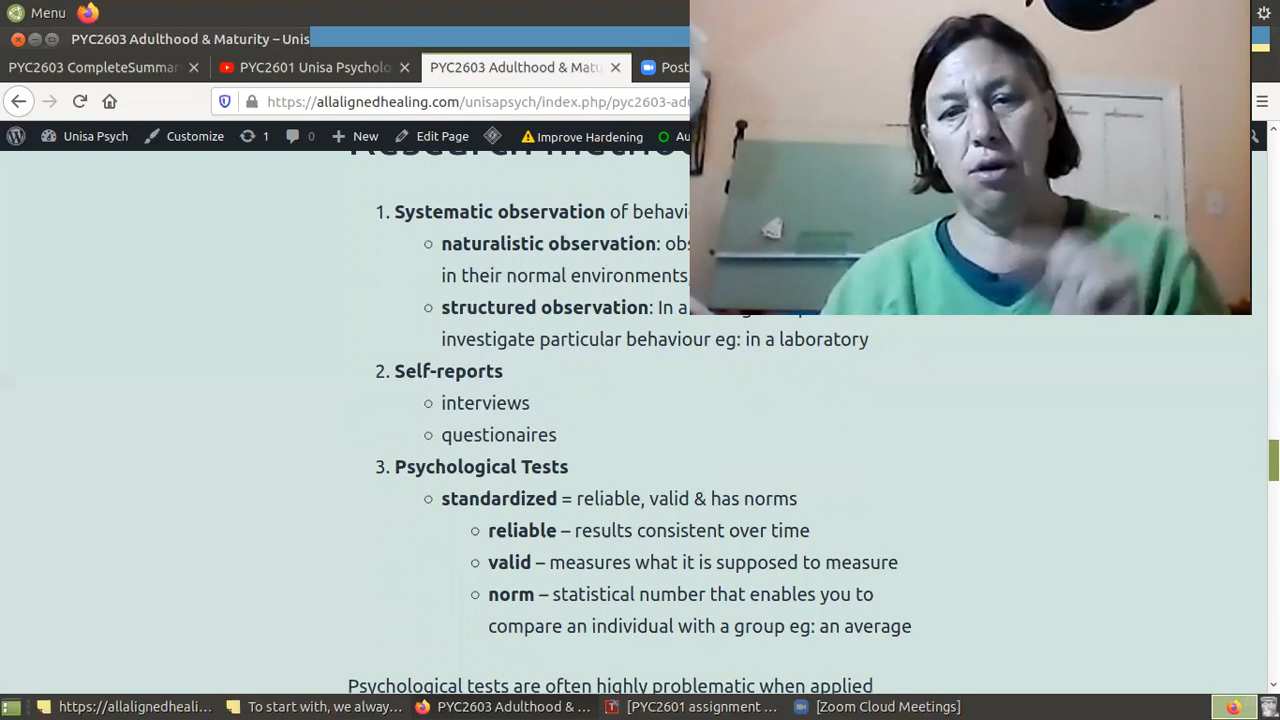 Menu
PYC2603 Adulthood & Maturity – Unis
PYC2603 CompleteSummar
PYC2601 Unisa Psycholo
PYC2603 Adulthood & Matu
Post
https://allalignedhealing.com/unisapsych/index.php/pyc2603-adu
Unisa Psych
Customize
1
New
Edit Page
Improve Hardening
Au
Research Metho
1. Systematic observation of behavi
naturalistic observation: obs
in their normal environments,
structured observation: In a
investigate particular behaviour eg: in a laboratory
2. Self-reports
interviews
questionaires
3. Psychological Tests
standardized = reliable, valid & has norms
reliable – results consistent over time
valid – measures what it is supposed to measure
norm – statistical number that enables you to
compare an individual with a group eg: an average
Psychological tests are often highly problematic when applied
https://allalignedheali...
To start with, we alway...
PYC2603 Adulthood & ...
[PYC2601 assignment ...
[Zoom Cloud Meetings]